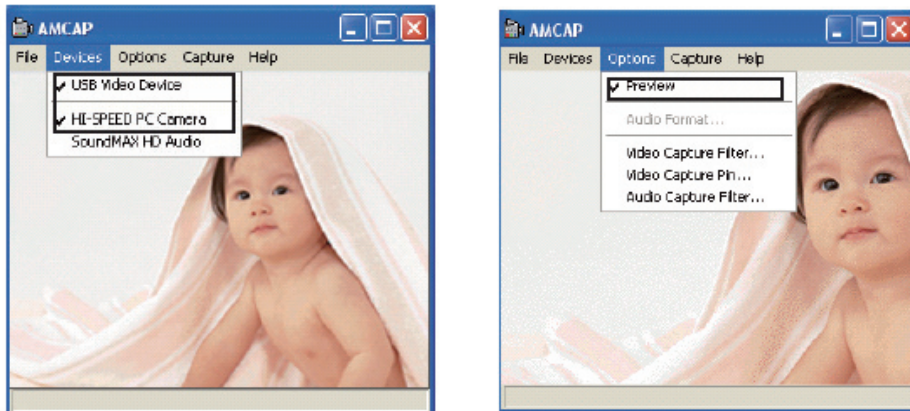 AMCAP
File Devices Options Capture Help
✓ USB Video Device
✓ HI-SPEED PC Camera
SoundMAX HD Audio
AMCAP
File Devices Options Capture Help
✓ Preview
Audio Format...
Video Capture Filter...
Video Capture Pin...
Audio Capture Filter...